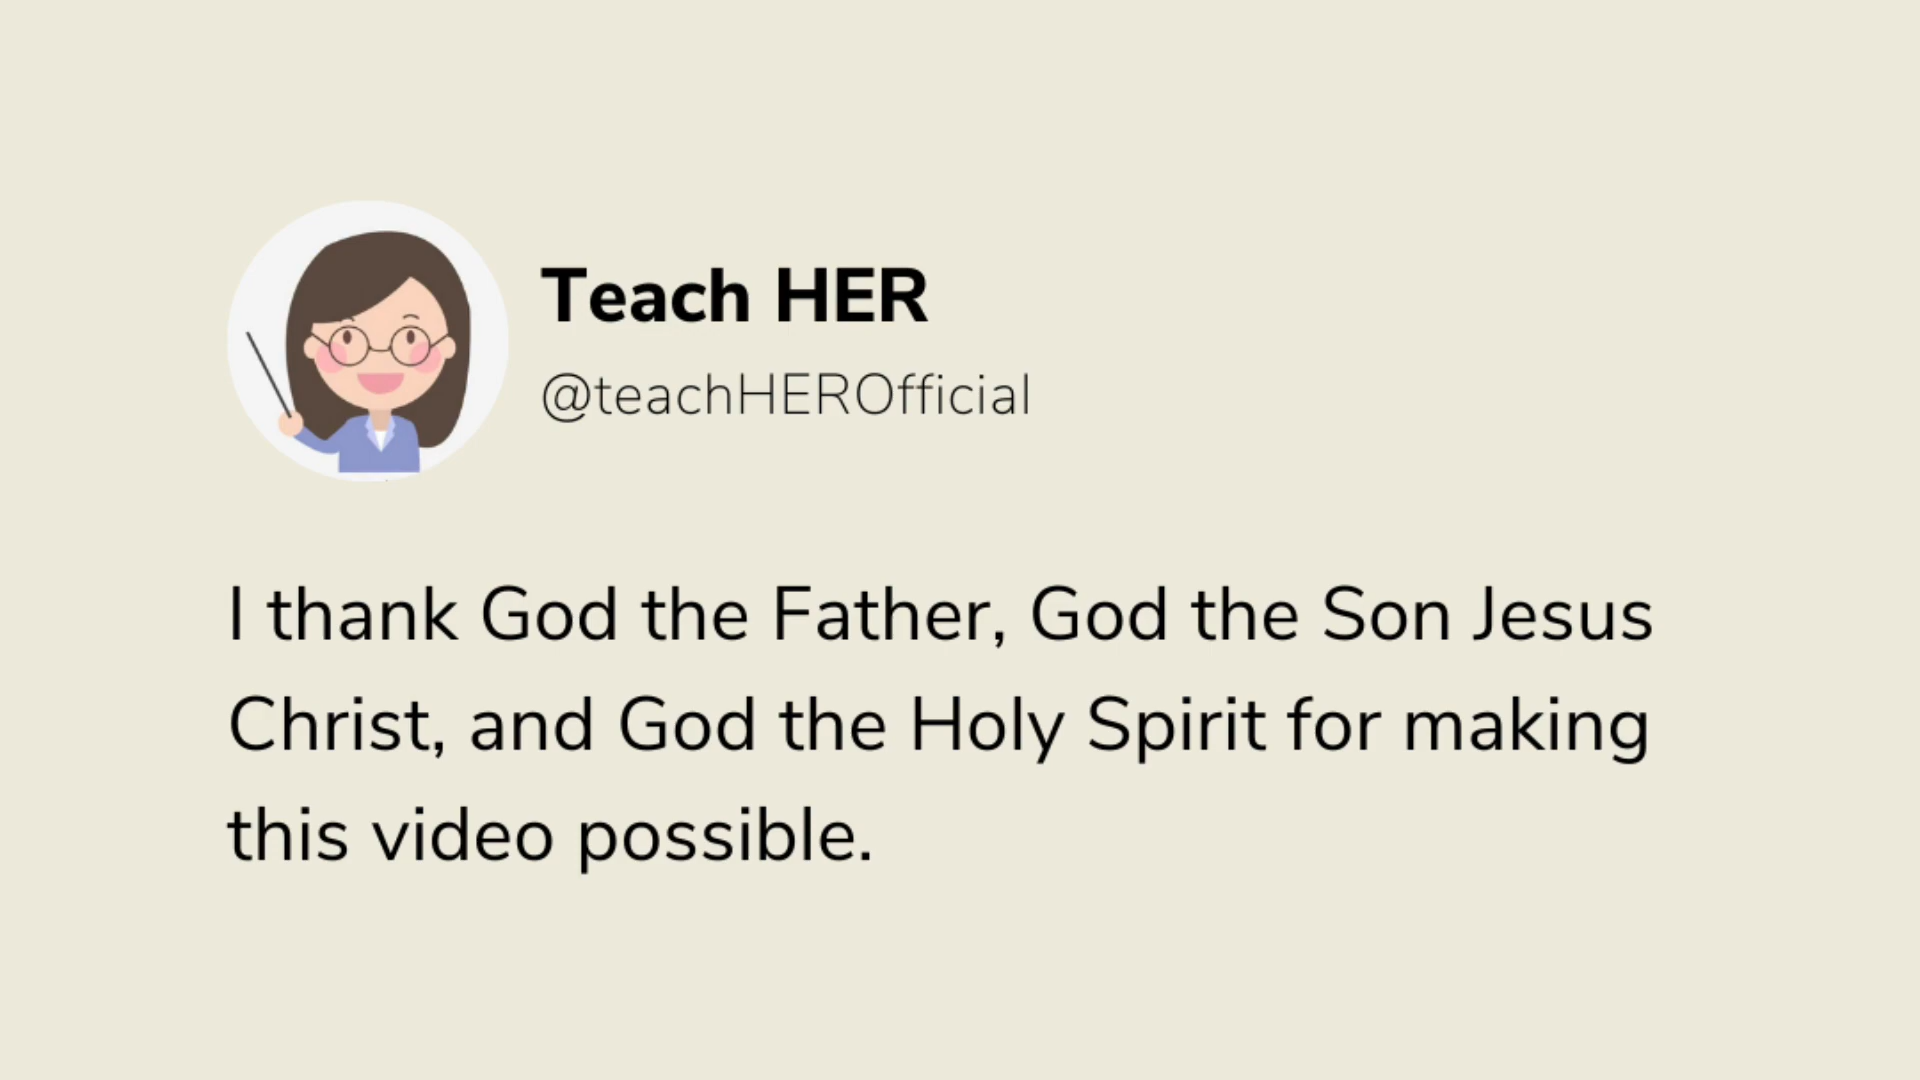 Teach HER
@teachHEROfficial
I thank God the Father, God the Son Jesus
Christ, and God the Holy Spirit for making
this video possible.